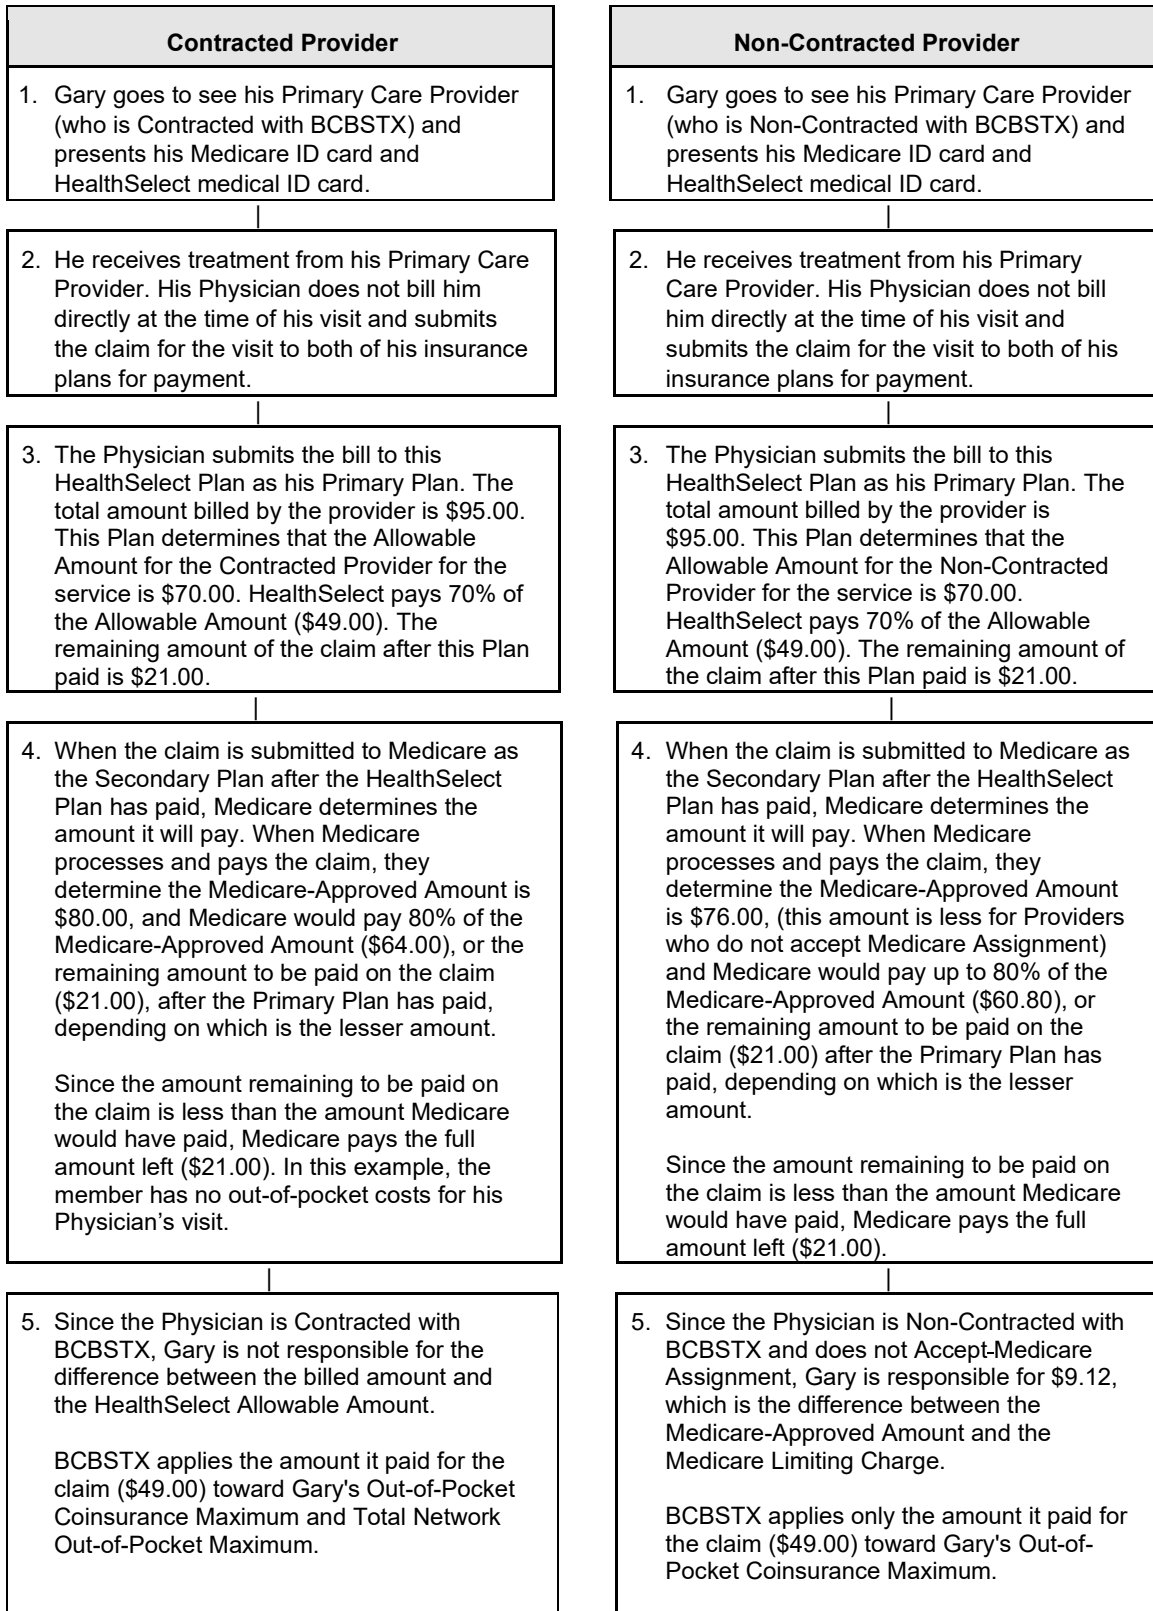 Contracted Provider
1. Gary goes to see his Primary Care Provider
(who is Contracted with BCBSTX) and
presents his Medicare ID card and
HealthSelect medical ID card.
2. He receives treatment from his Primary Care
Provider. His Physician does not bill him
directly at the time of his visit and submits
the claim for the visit to both of his insurance
plans for payment.
3. The Physician submits the bill to this
HealthSelect Plan as his Primary Plan. The
total amount billed by the provider is $95.00.
This Plan determines that the Allowable
Amount for the Contracted Provider for the
service is $70.00. HealthSelect pays 70% of
the Allowable Amount ($49.00). The
remaining amount of the claim after this Plan
paid is $21.00.
4. When the claim is submitted to Medicare as
the Secondary Plan after the HealthSelect
Plan has paid, Medicare determines the
amount it will pay. When Medicare
processes and pays the claim, they
determine the Medicare-Approved Amount is
$80.00, and Medicare would pay 80% of the
Medicare-Approved Amount ($64.00), or the
remaining amount to be paid on the claim
($21.00), after the Primary Plan has paid,
depending on which is the lesser amount.
Since the amount remaining to be paid on
the claim is less than the amount Medicare
would have paid, Medicare pays the full
amount left ($21.00). In this example, the
member has no out-of-pocket costs for his
Physician's visit.
5. Since the Physician is Contracted with
BCBSTX, Gary is not responsible for the
difference between the billed amount and
the HealthSelect Allowable Amount.
BCBSTX applies the amount it paid for the
claim ($49.00) toward Gary's Out-of-Pocket
Coinsurance Maximum and Total Network
Out-of-Pocket Maximum.
Non-Contracted Provider
1. Gary goes to see his Primary Care Provider
(who is Non-Contracted with BCBSTX) and
presents his Medicare ID card and
HealthSelect medical ID card.
2. He receives treatment from his Primary
Care Provider. His Physician does not bill
him directly at the time of his visit and
submits the claim for the visit to both of his
insurance plans for payment.
3. The Physician submits the bill to this
HealthSelect Plan as his Primary Plan. The
total amount billed by the provider is
$95.00. This Plan determines that the
Allowable Amount for the Non-Contracted
Provider for the service is $70.00.
HealthSelect pays 70% of the Allowable
Amount ($49.00). The remaining amount of
the claim after this Plan paid is $21.00.
4. When the claim is submitted to Medicare as
the Secondary Plan after the HealthSelect
Plan has paid, Medicare determines the
amount it will pay. When Medicare
processes and pays the claim, they
determine the Medicare-Approved Amount
is $76.00, (this amount is less for Providers
who do not accept Medicare Assignment)
and Medicare would pay up to 80% of the
Medicare-Approved Amount ($60.80), or
the remaining amount to be paid on the
claim ($21.00) after the Primary Plan has
paid, depending on which is the lesser
amount.
Since the amount remaining to be paid on
the claim is less than the amount Medicare
would have paid, Medicare pays the full
amount left ($21.00).
5. Since the Physician is Non-Contracted with
BCBSTX and does not Accept-Medicare
Assignment, Gary is responsible for $9.12,
which is the difference between the
Medicare-Approved Amount and the
Medicare Limiting Charge.
BCBSTX applies only the amount it paid for
the claim ($49.00) toward Gary's Out-of-
Pocket Coinsurance Maximum.